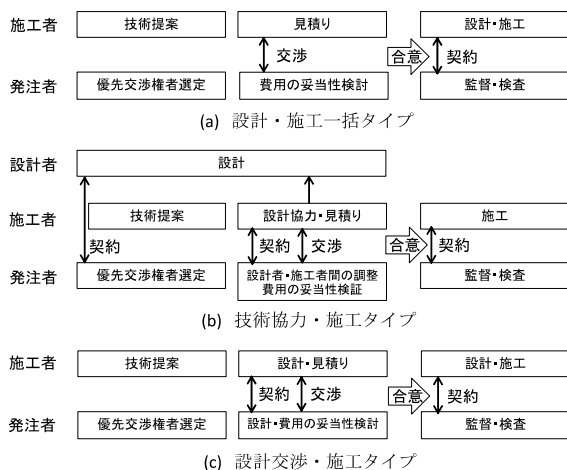 施工者 技術提案 見積り 設計・施工
交渉 合意 契約
発注者 優先交渉権者選定 費用の妥当性検討 監督・検査
(a) 設計・施工一括タイプ
設計者 設計
施工者 技術提案 設計協力・見積り 施工
契約 契約 交渉 合意 契約
発注者 優先交渉権者選定 設計者・施工者間の調整 監督・検査
費用の妥当性検証
(b) 技術協力・施工タイプ
施工者 技術提案 設計・見積り 設計・施工
契約 交渉 合意 契約
発注者 優先交渉権者選定 設計・費用の妥当性検討 監督・検査
(c) 設計交渉・施工タイプ